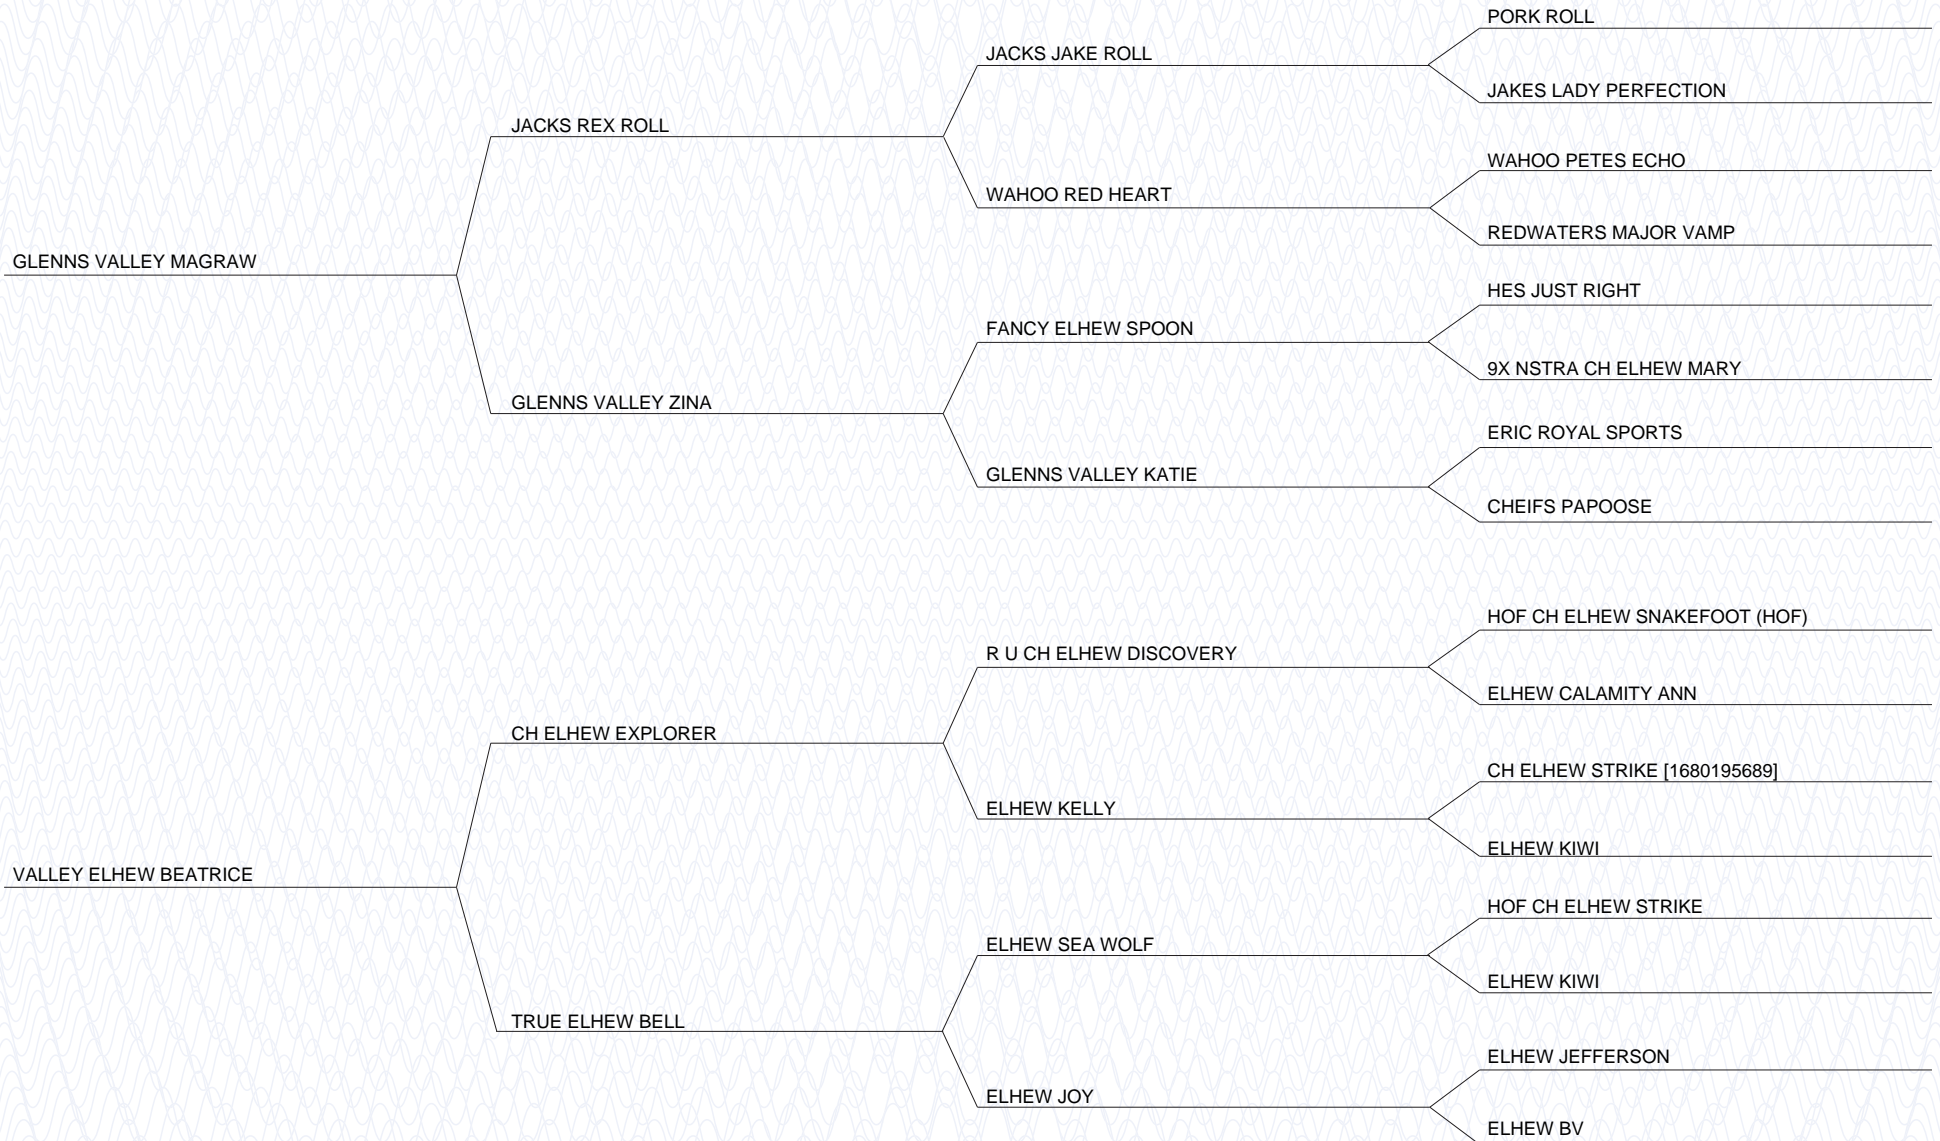 PORK ROLL
JACKS JAKE ROLL
JAKES LADY PERFECTION
JACKS REX ROLL
WAHOO PETES ECHO
WAHOO RED HEART
REDWATERS MAJOR VAMP
GLENNS VALLEY MAGRAW
HES JUST RIGHT
FANCY ELHEW SPOON
9X NSTRA CH ELHEW MARY
GLENNS VALLEY ZINA
ERIC ROYAL SPORTS
GLENNS VALLEY KATIE
CHEIFS PAPOOSE
HOF CH ELHEW SNAKEFOOT (HOF)
R U CH ELHEW DISCOVERY
ELHEW CALAMITY ANN
CH ELHEW EXPLORER
CH ELHEW STRIKE [1680195689]
ELHEW KELLY
ELHEW KIWI
VALLEY ELHEW BEATRICE
HOF CH ELHEW STRIKE
ELHEW SEA WOLF
ELHEW KIWI
TRUE ELHEW BELL
ELHEW JEFFERSON
ELHEW JOY
ELHEW BV